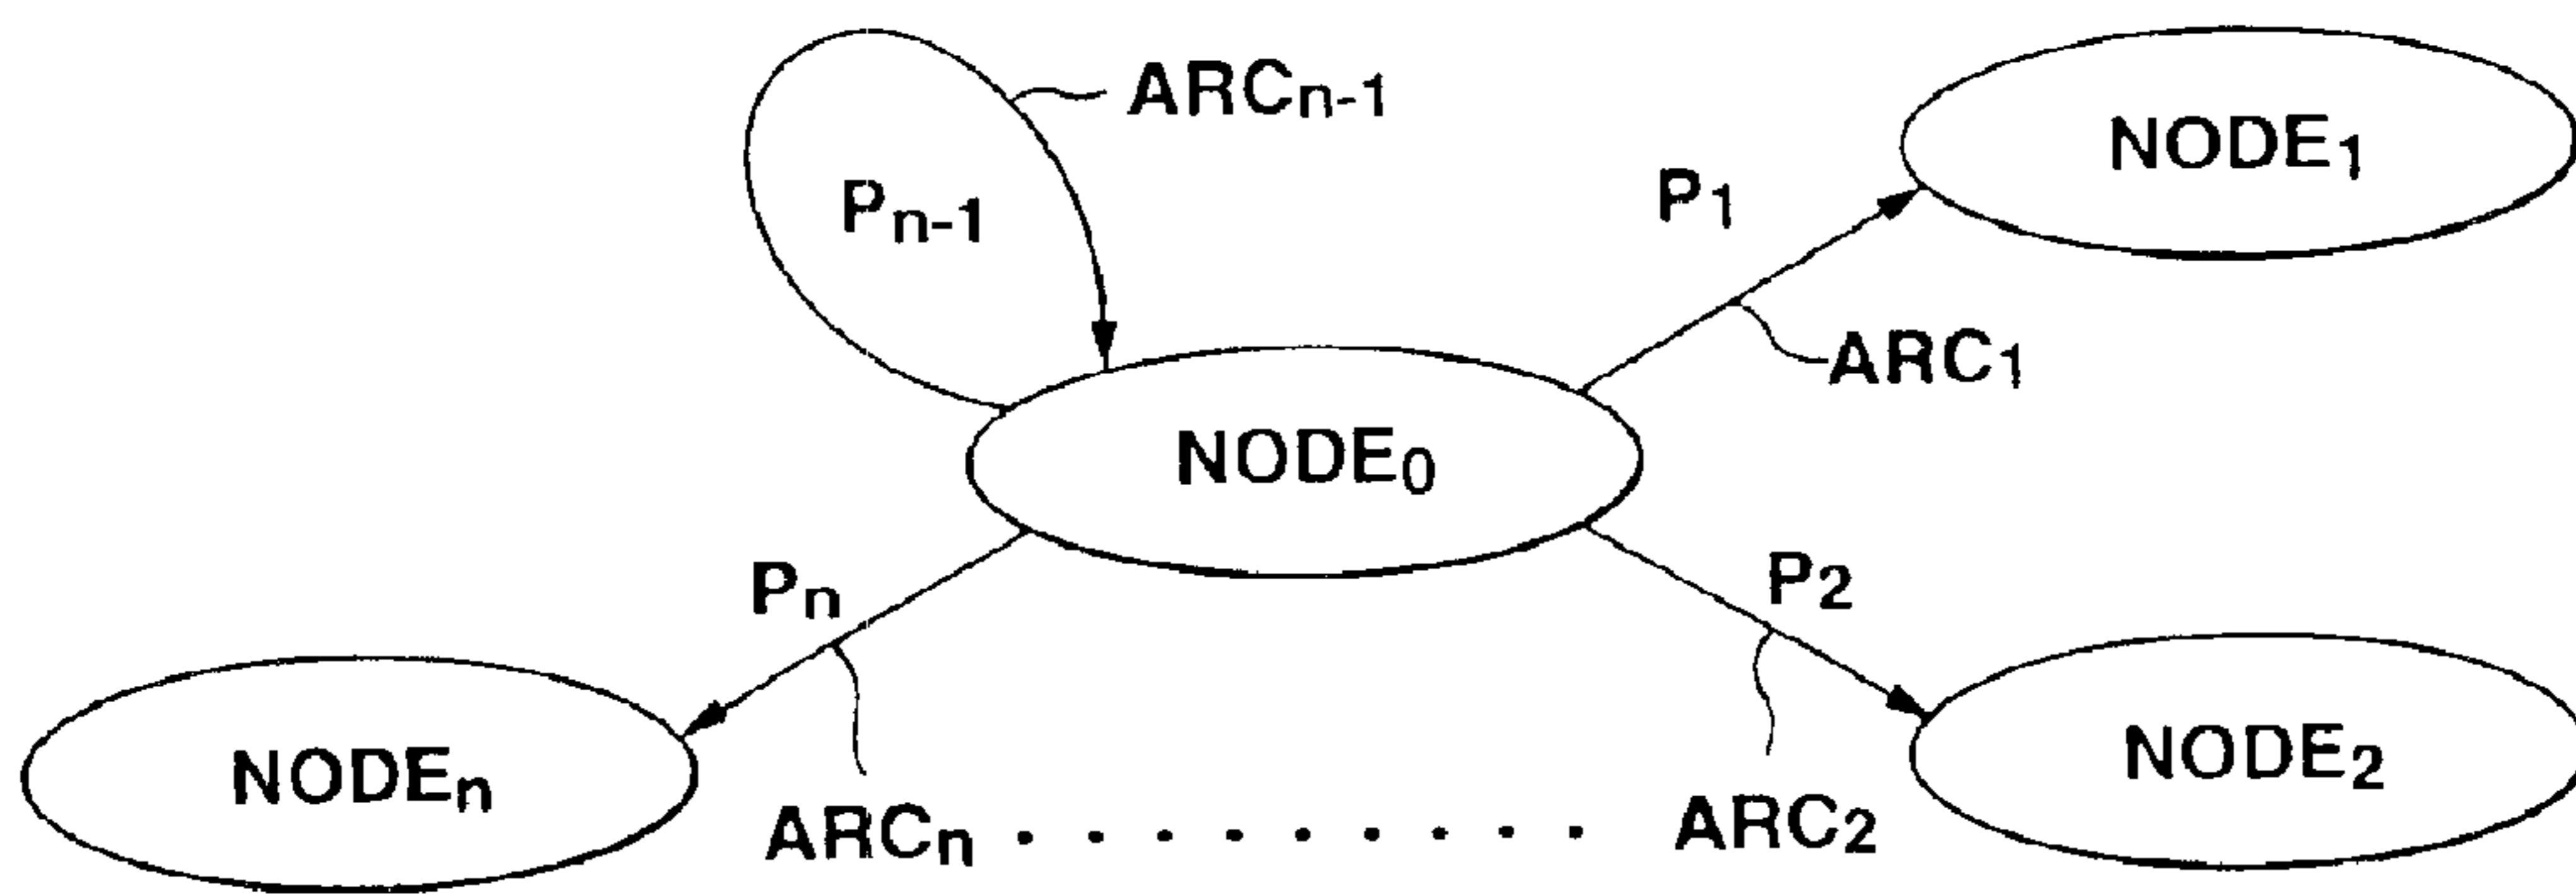 ARCn-1
NODE1
Pn-1
P1
ARC1
NODE0
Pn
P2
NODEn
NODE2
ARCn . . . . . . . . . ARC2